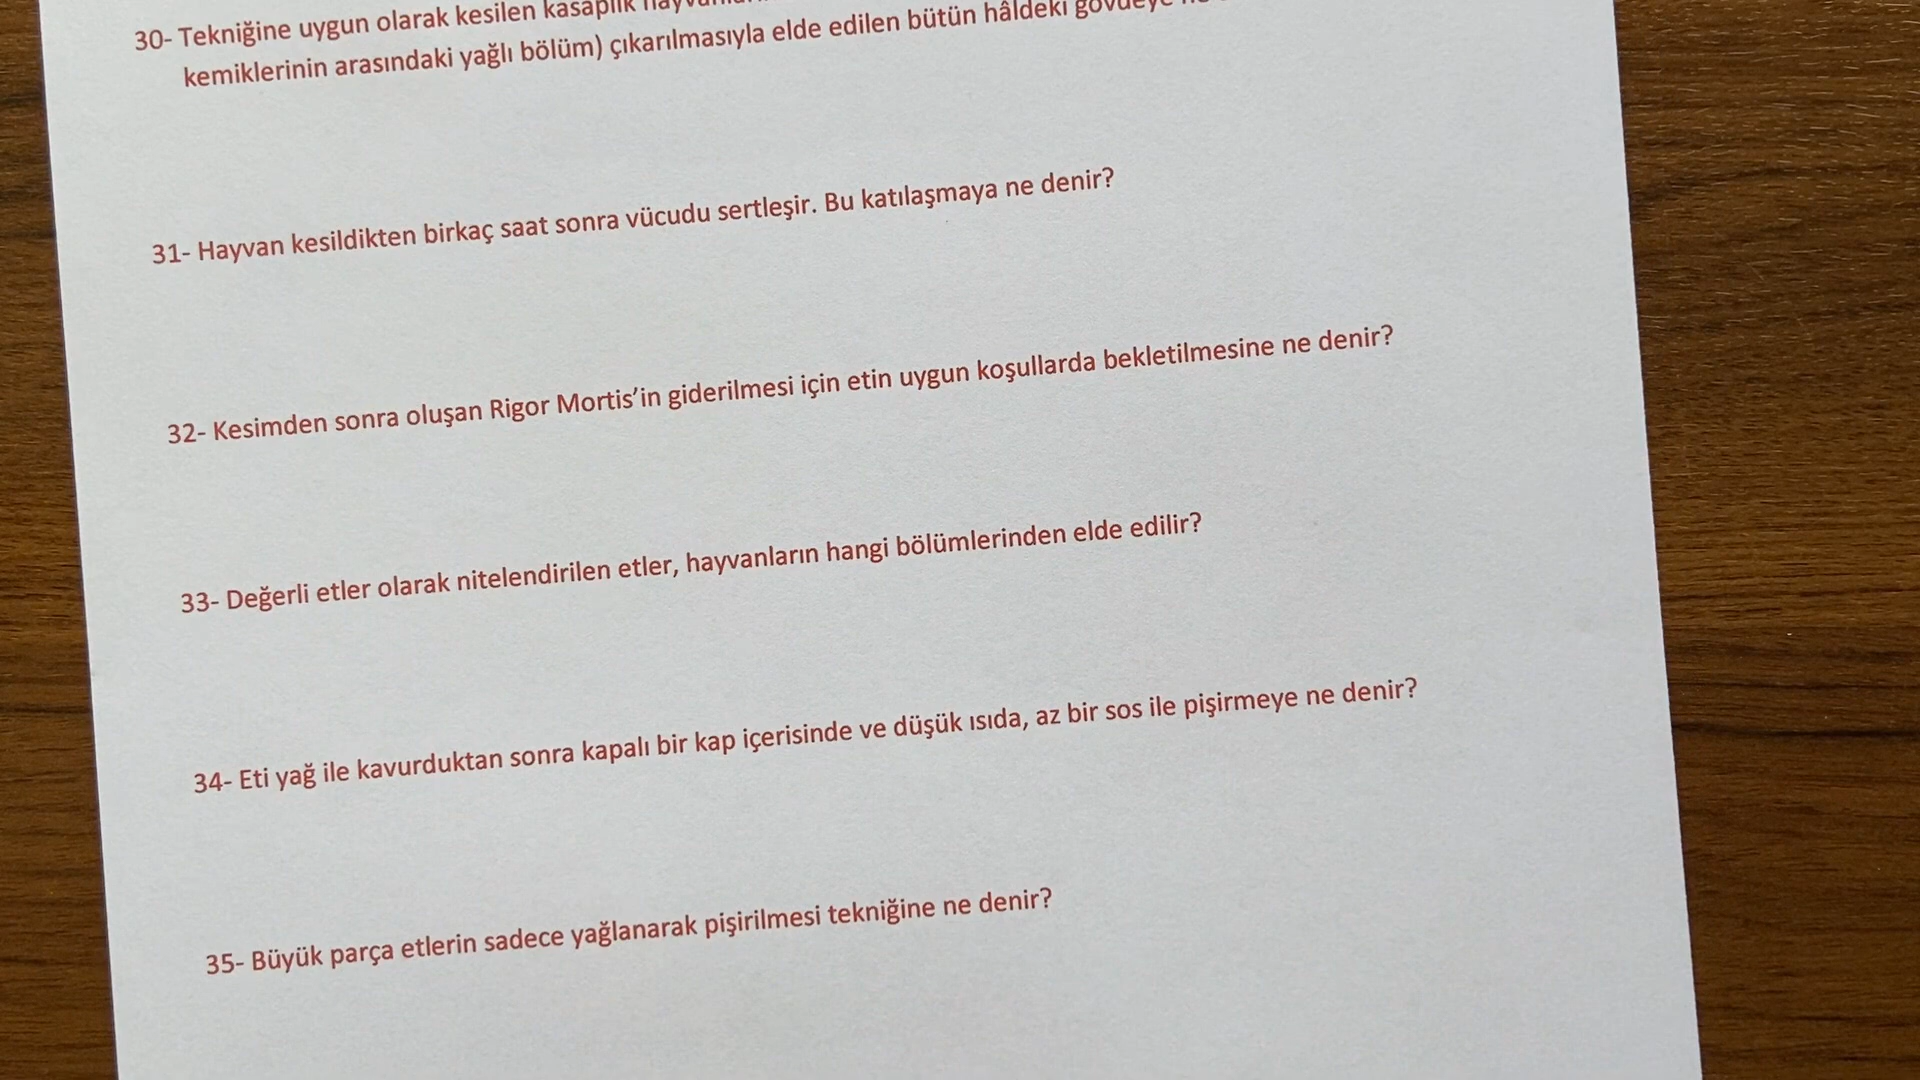 30- Tekniğine uygun olarak kesilen kasaplık
kemiklerinin arasındaki yağlı bölüm) çıkarılmasıyla elde edilen bütün hâldeki gövdeye
31- Hayvan kesildikten birkaç saat sonra vücudu sertleşir. Bu katılaşmaya ne denir?
32- Kesimden sonra oluşan Rigor Mortis’in giderilmesi için etin uygun koşullarda bekletilmesine ne denir?
33- Değerli etler olarak nitelendirilen etler, hayvanların hangi bölümlerinden elde edilir?
34- Eti yağ ile kavurduktan sonra kapalı bir kap içerisinde ve düşük ısıda, az bir sos ile pişirmeye ne denir?
35- Büyük parça etlerin sadece yağlanarak pişirilmesi tekniğine ne denir?